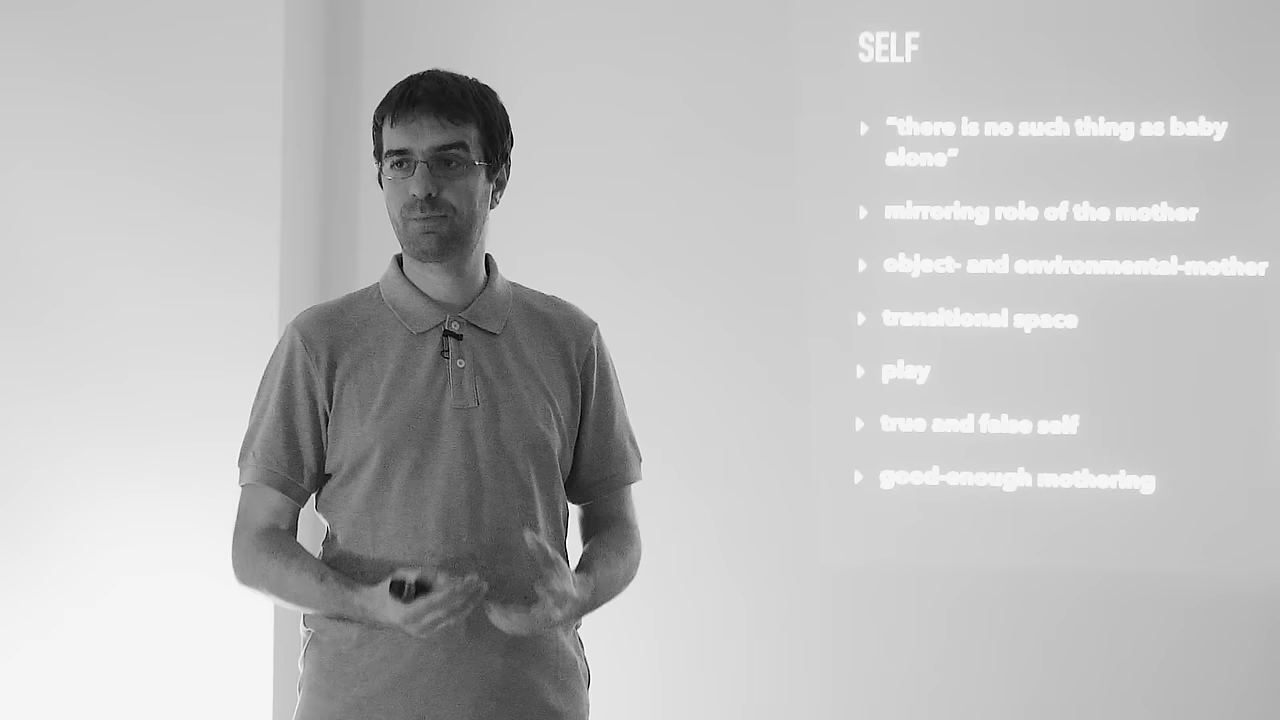 SELF
“there is no such thing as baby
alone”
mirroring role of the mother
object- and environmental-mother
transitional space
play
true and false self
good-enough mothering